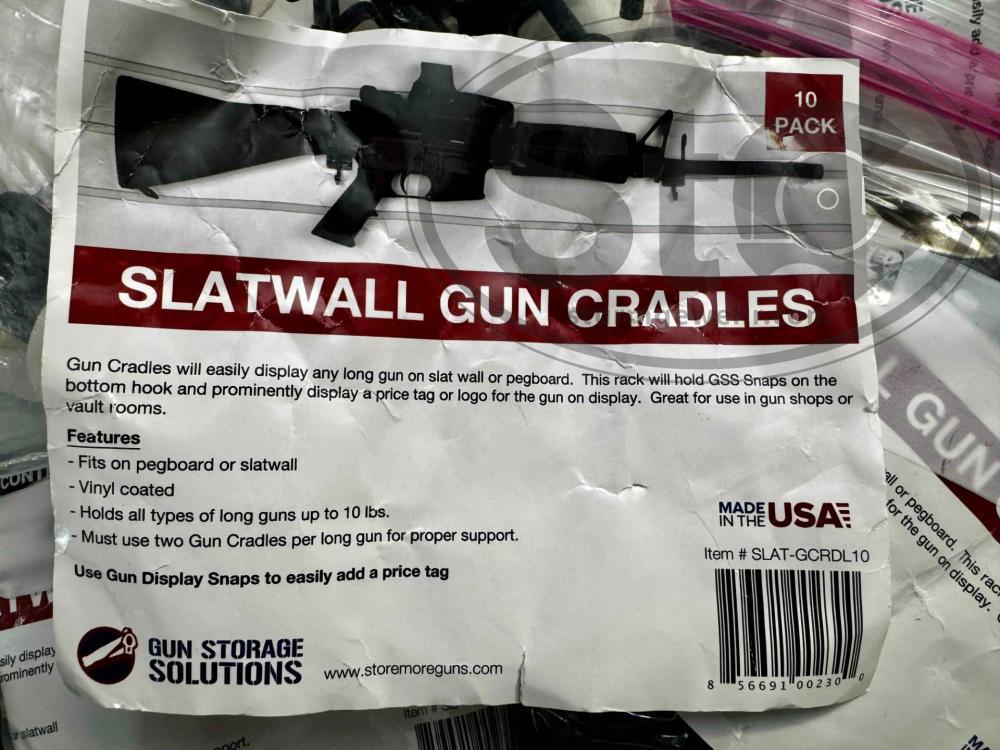 10
PACK
SLATWALL GUN CRADLES
Gun Cradles will easily display any long gun on slat wall or pegboard. This rack will hold GSS Snaps on the
bottom hook and prominently display a price tag or logo for the gun on display. Great for use in gun shops or
vault rooms.
Features
- Fits on pegboard or slatwall
- Vinyl coated
- Holds all types of long guns up to 10 lbs.
- Must use two Gun Cradles per long gun for proper support.
Use Gun Display Snaps to easily add a price tag
MADE
IN THE USA
Item # SLAT-GCRDL10
8 56691 00230 0
GUN STORAGE
SOLUTIONS
www.storemoreguns.com
GUN
all or pegboard. This rac
for the gun on display.
sily display
rominently
r slatwall
port.
Item # SL
Sto